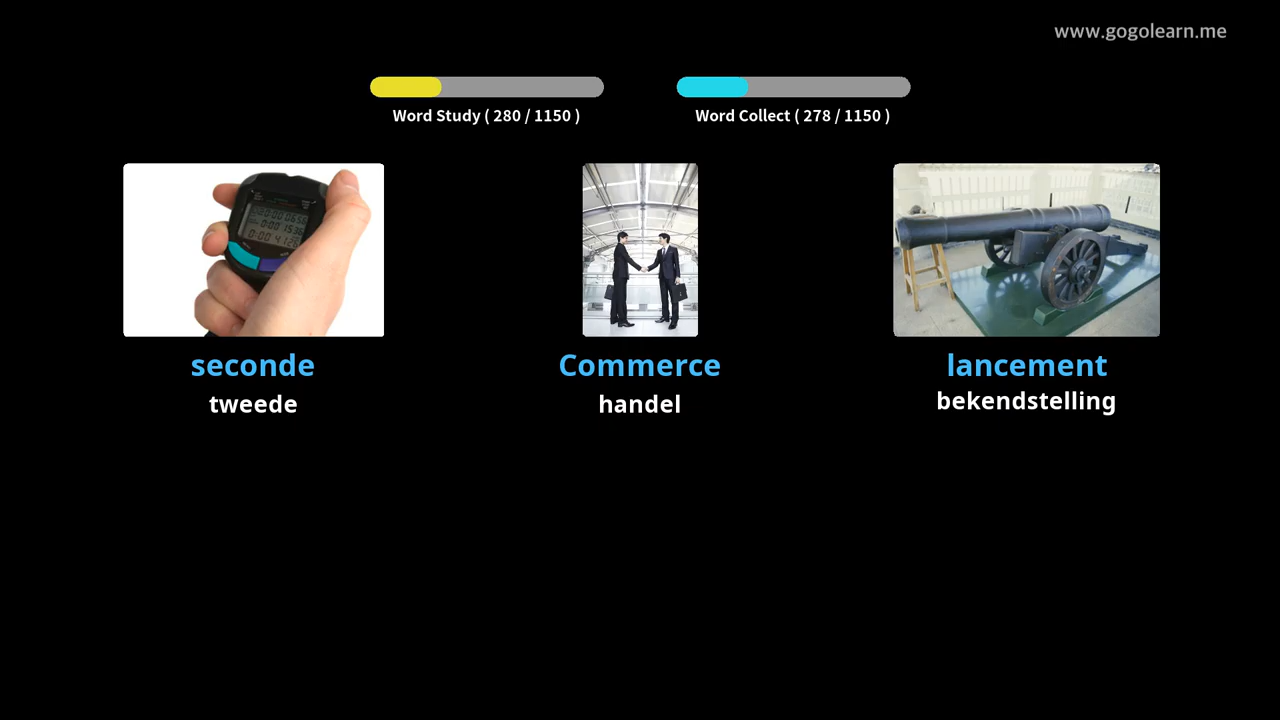 www.gogolearn.me
Word Study ( 280 / 1150 )
Word Collect ( 278 / 1150 )
seconde
Commerce
lancement
tweede
handel
bekendstelling